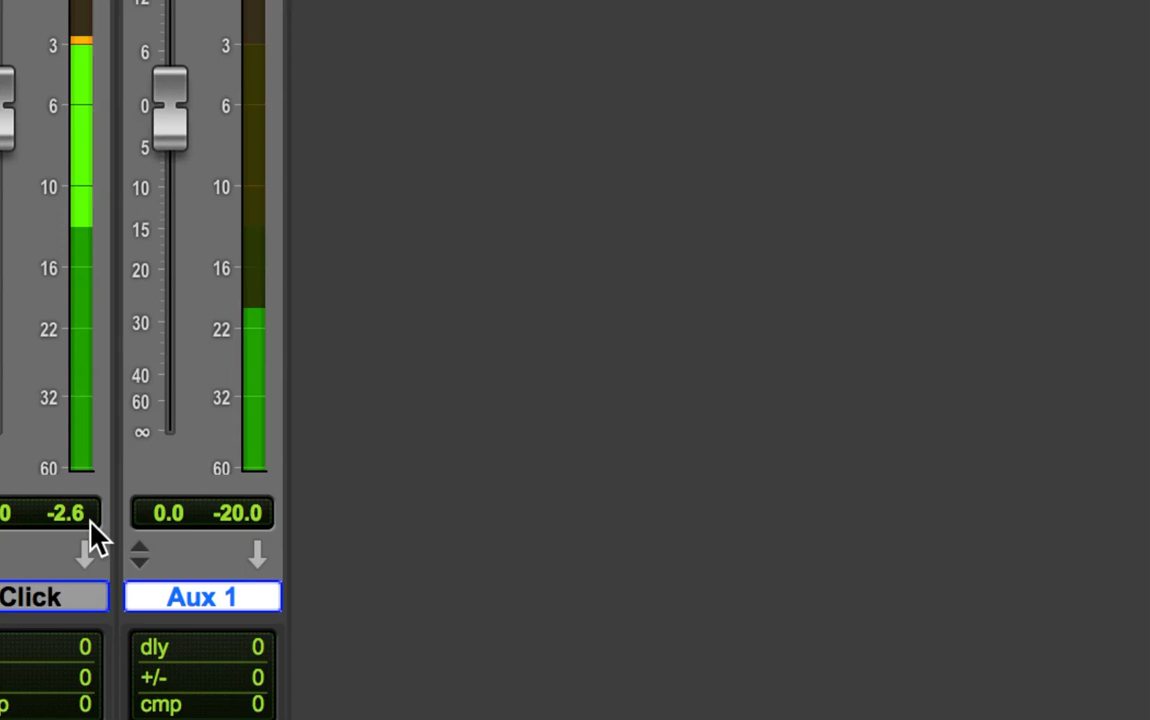 12
3 6 3
6 0 6
5
10 10 10
15
16 20 16
22 30 22
32 40 32
60
∞
60 60
0 -2.6 0.0 -20.0
Click Aux 1
0 dly 0
0 +/- 0
p 0 cmp 0